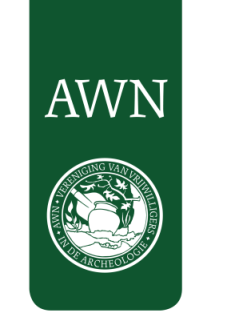 AWN
• AWN • VERENIGING VAN VRIJWILLIGERS
IN DE ARCHEOLOGIE